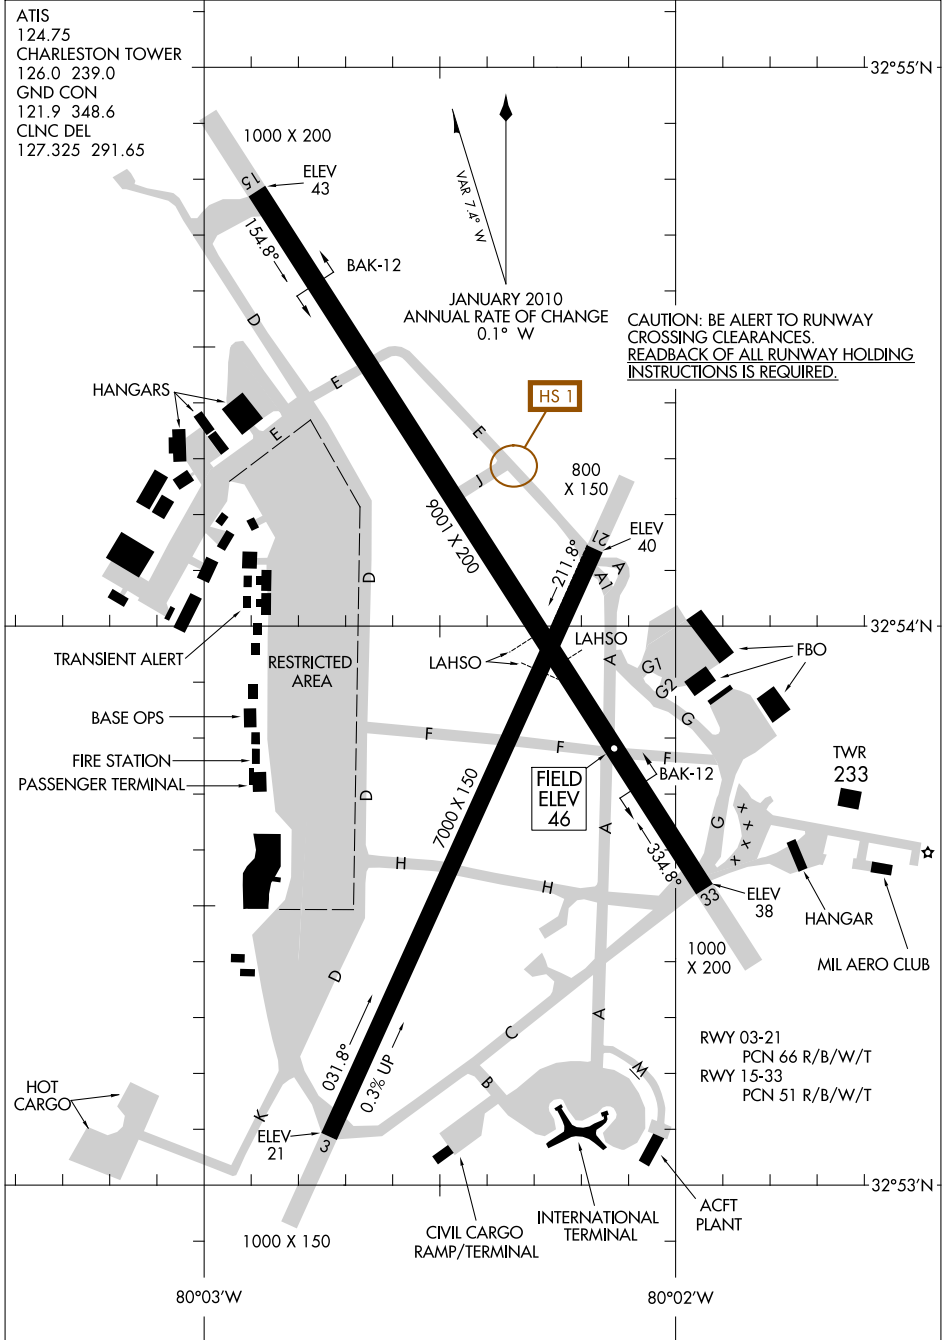 ATIS
124.75
CHARLESTON TOWER
126.0 239.0
GND CON
121.9 348.6
CLNC DEL
127.325 291.65
32°55'N
1000 X 200
VAR 7.4° W
JANUARY 2010
ANNUAL RATE OF CHANGE
0.1° W
15
ELEV
43
154.8°
BAK-12
CAUTION: BE ALERT TO RUNWAY
CROSSING CLEARANCES.
READBACK OF ALL RUNWAY HOLDING
INSTRUCTIONS IS REQUIRED.
D
E
HS 1
HANGARS
E
E
J
800
X 150
9001 X 200
21
ELEV
40
211.8°
A
A1
D
32°54'N
TRANSIENT ALERT
RESTRICTED
AREA
LAHSO
LAHSO
A
G1
G2
G
FBO
BASE OPS
F
F
F
FIRE STATION
PASSENGER TERMINAL
D
FIELD
ELEV
46
BAK-12
TWR
233
7000 X 150
A
G
X
X
X
X
334.8°
H
H
33
ELEV
38
HANGAR
MIL AERO CLUB
1000
X 200
D
C
A
RWY 03-21
PCN 66 R/B/W/T
RWY 15-33
PCN 51 R/B/W/T
031.8°
0.3% UP
B
M
HOT
CARGO
K
ELEV
21
3
32°53'N
1000 X 150
CIVIL CARGO
RAMP/TERMINAL
INTERNATIONAL
TERMINAL
ACFT
PLANT
80°03'W
80°02'W